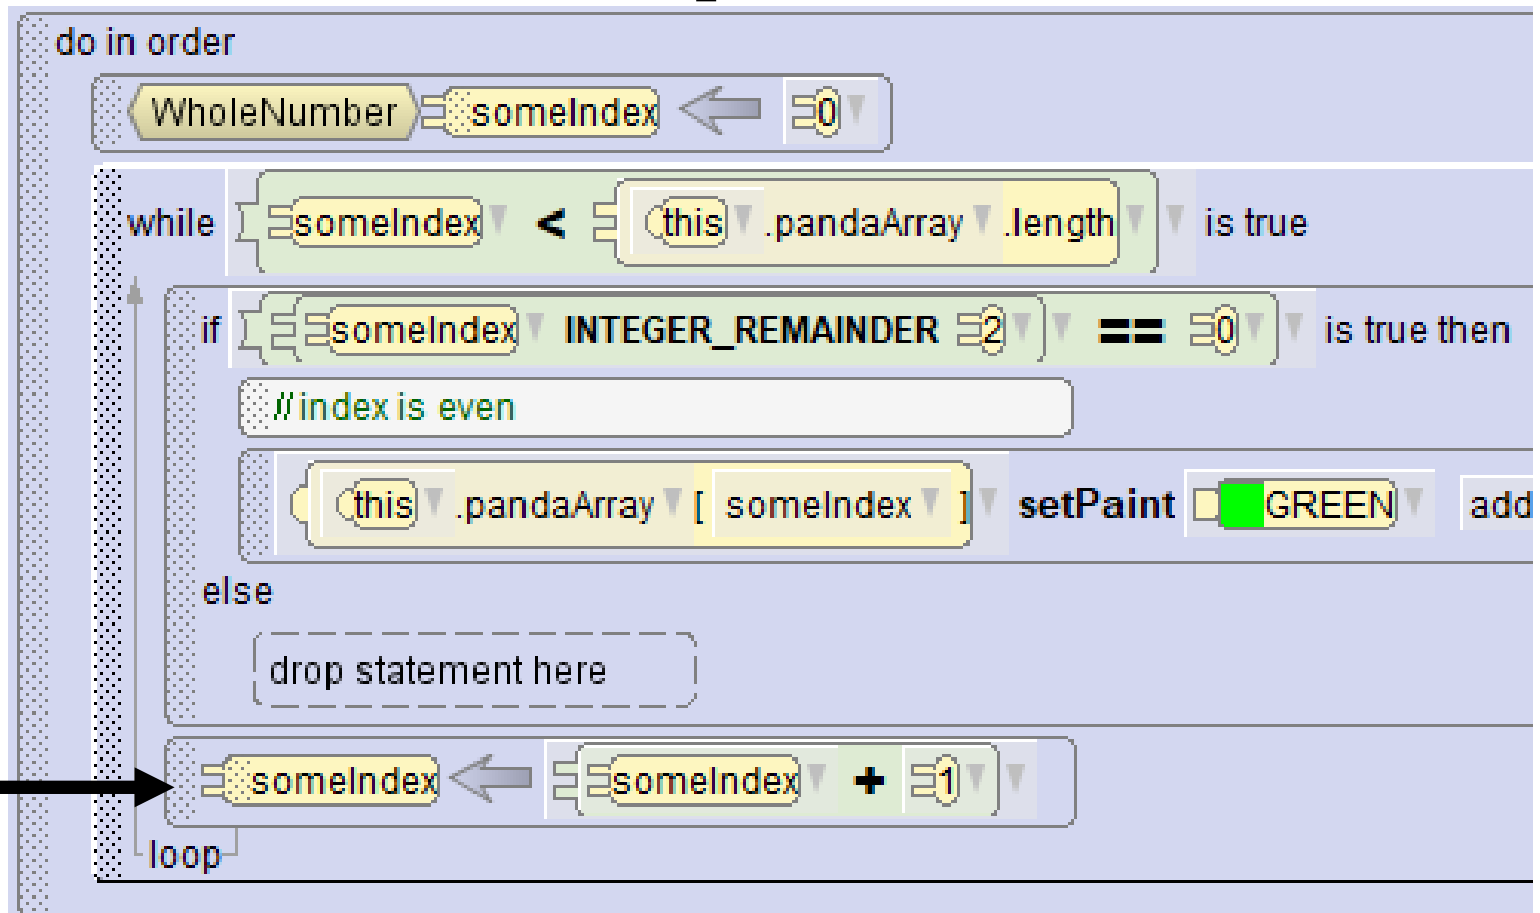 do in order
WholeNumber someIndex 0
while someIndex < this .pandaArray .length is true
if someIndex INTEGER_REMAINDER 2 == 0 is true then
//index is even
this .pandaArray [ someIndex ] setPaint GREEN add
else
drop statement here
someIndex someIndex + 1
loop